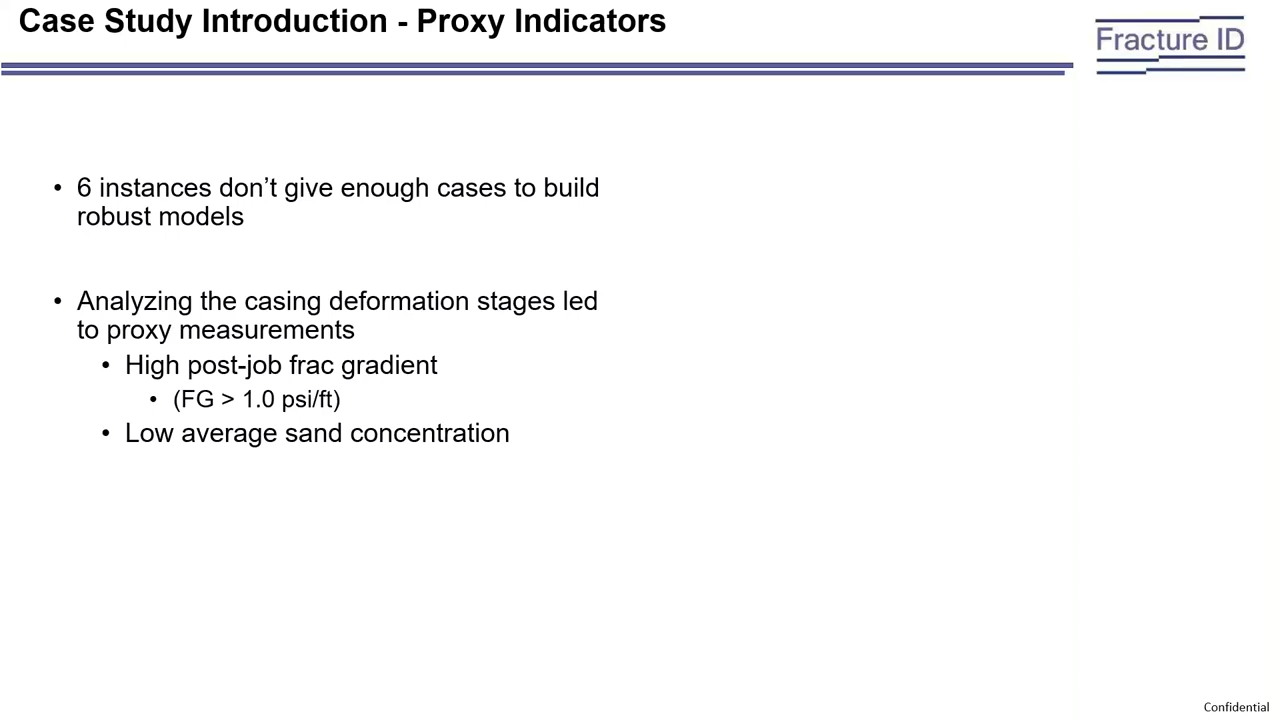 Case Study Introduction - Proxy Indicators
Fracture ID
• 6 instances don’t give enough cases to build
robust models
• Analyzing the casing deformation stages led
to proxy measurements
• High post-job frac gradient
• (FG > 1.0 psi/ft)
• Low average sand concentration
Confidential